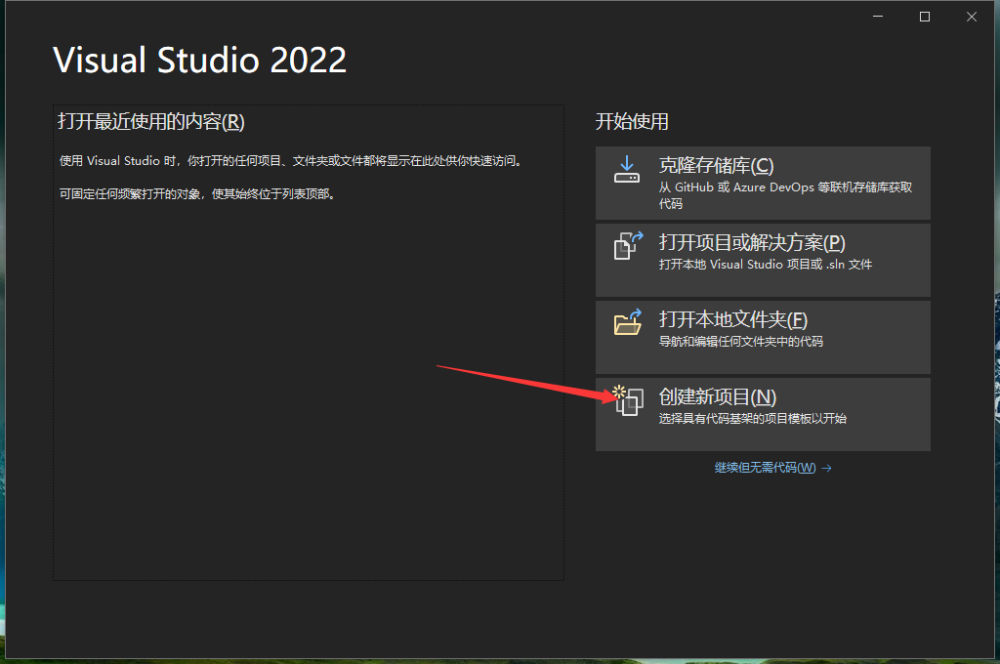 Visual Studio 2022
打开最近使用的内容(R)
使用 Visual Studio 时，你打开的任何项目、文件夹或文件都将显示在此处供你快速访问。
可固定任何频繁打开的对象，使其始终位于列表顶部。
开始使用
克隆存储库(C)
从 GitHub 或 Azure DevOps 等联机存储库获取
代码
打开项目或解决方案(P)
打开本地 Visual Studio 项目或 .sln 文件
打开本地文件夹(F)
导航和编辑任何文件夹中的代码
创建新项目(N)
选择具有代码基架的项目模板以开始
继续但无需代码(W) →